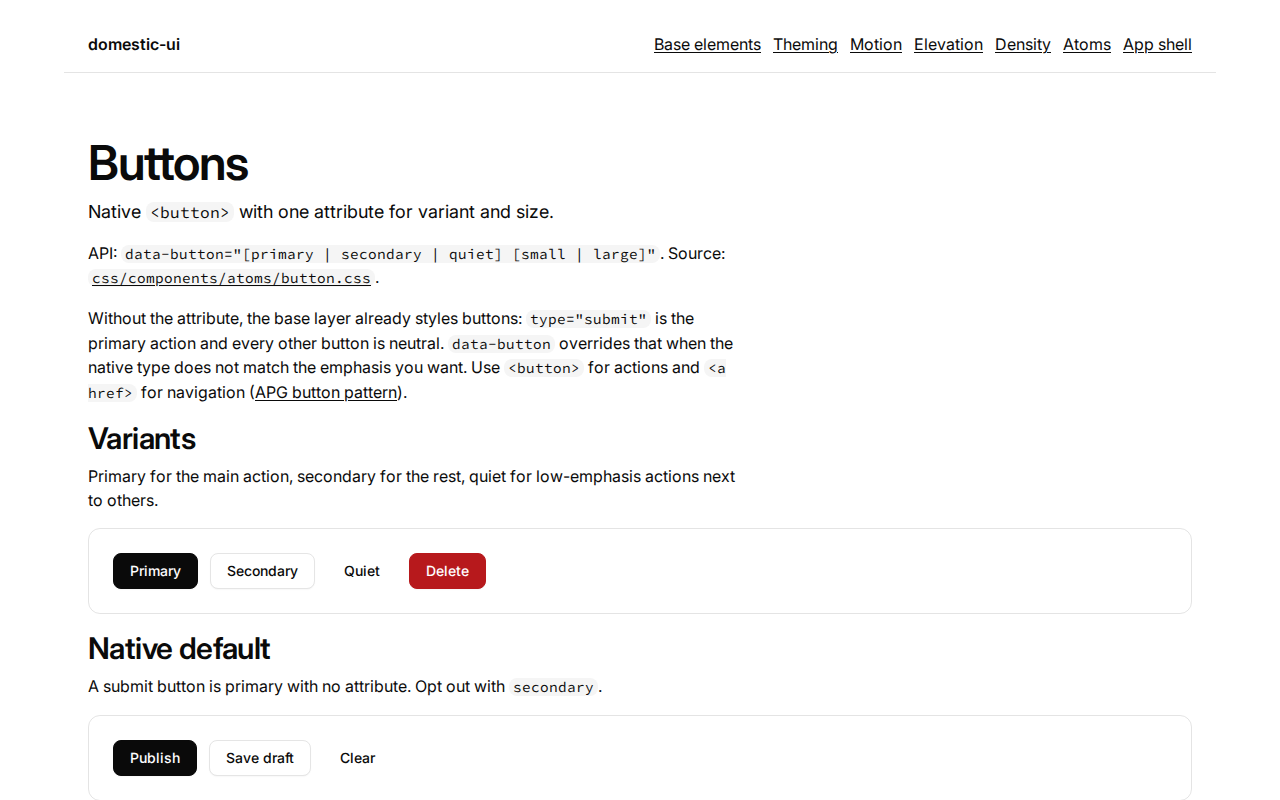 domestic-ui
Base elements Theming Motion Elevation Density Atoms App shell
Buttons
Native <button> with one attribute for variant and size.
API: data-button="[primary | secondary | quiet] [small | large]". Source:
css/components/atoms/button.css.
Without the attribute, the base layer already styles buttons: type="submit" is the
primary action and every other button is neutral. data-button overrides that when the
native type does not match the emphasis you want. Use <button> for actions and <a
href> for navigation (APG button pattern).
Variants
Primary for the main action, secondary for the rest, quiet for low-emphasis actions next
to others.
Primary Secondary Quiet Delete
Native default
A submit button is primary with no attribute. Opt out with secondary.
Publish Save draft Clear